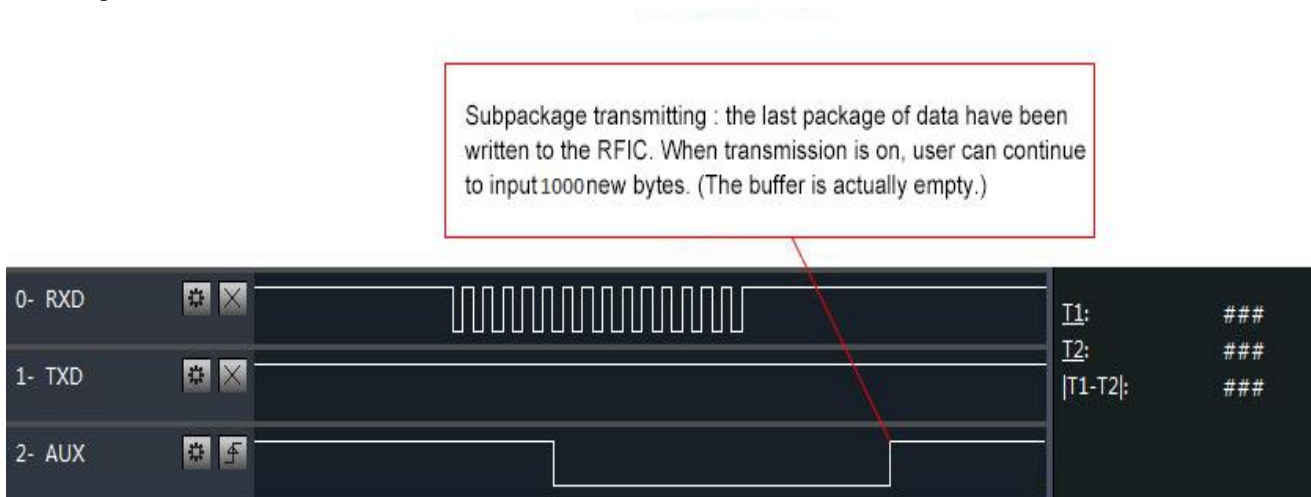 Subpackage transmitting : the last package of data have been
written to the RFIC. When transmission is on, user can continue
to input 1000new bytes. (The buffer is actually empty.)
0- RXD
T1: ###
1- TXD
T2: ###
|T1-T2|: ###
2- AUX